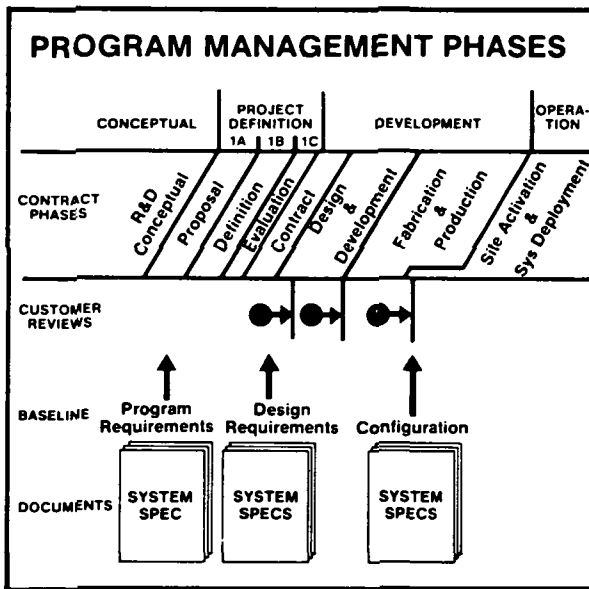 PROGRAM MANAGEMENT PHASES
CONCEPTUAL
PROJECT
DEFINITION
1A 1B 1C
DEVELOPMENT
OPERA-
TION
CONTRACT
PHASES
R&D
Conceptual
Proposal
Definition
Evaluation
Contract
Design
&
Development
Fabrication
&
Production
Site Activation
&
Sys Deployment
CUSTOMER
REVIEWS
BASELINE
Program
Requirements
Design
Requirements
Configuration
DOCUMENTS
SYSTEM
SPEC
SYSTEM
SPECS
SYSTEM
SPECS